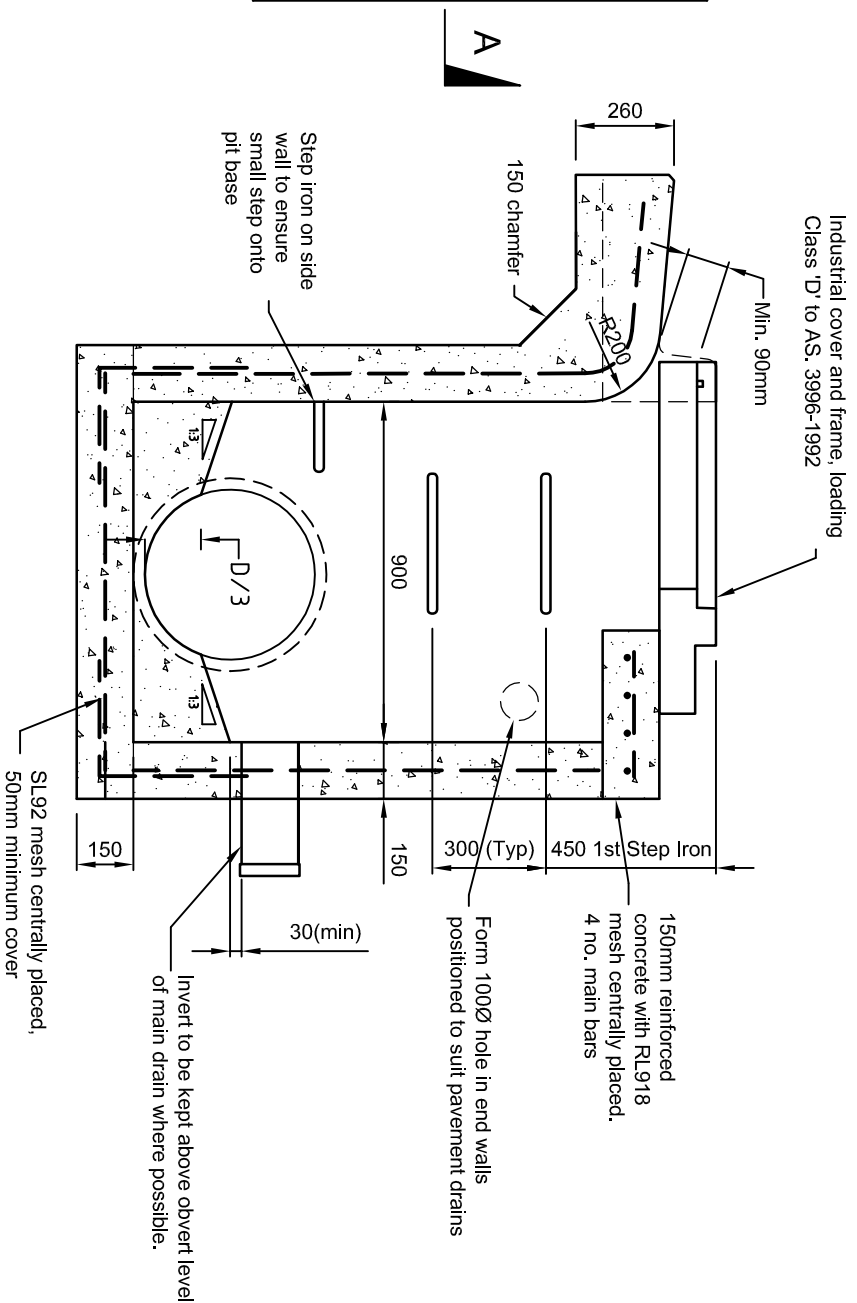 A
260
Industrial cover and frame, loading
Class 'D' to AS. 3996-1992
Min. 90mm
150 chamfer
R200
Step iron on side
wall to ensure
small step onto
pit base
1:3
D/3
900
1:3
150
300 (Typ)
450 1st Step Iron
150mm reinforced
concrete with RL918
mesh centrally placed.
4 no. main bars
Form 100Ø hole in end walls
positioned to suit pavement drains
30(min)
Invert to be kept above obvert level
of main drain where possible.
150
SL92 mesh centrally placed,
50mm minimum cover